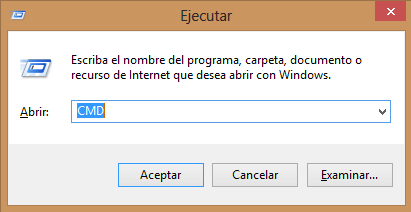 Ejecutar
Escriba el nombre del programa, carpeta, documento o
recurso de Internet que desea abrir con Windows.
Abrir: CMD
Aceptar Cancelar Examinar...